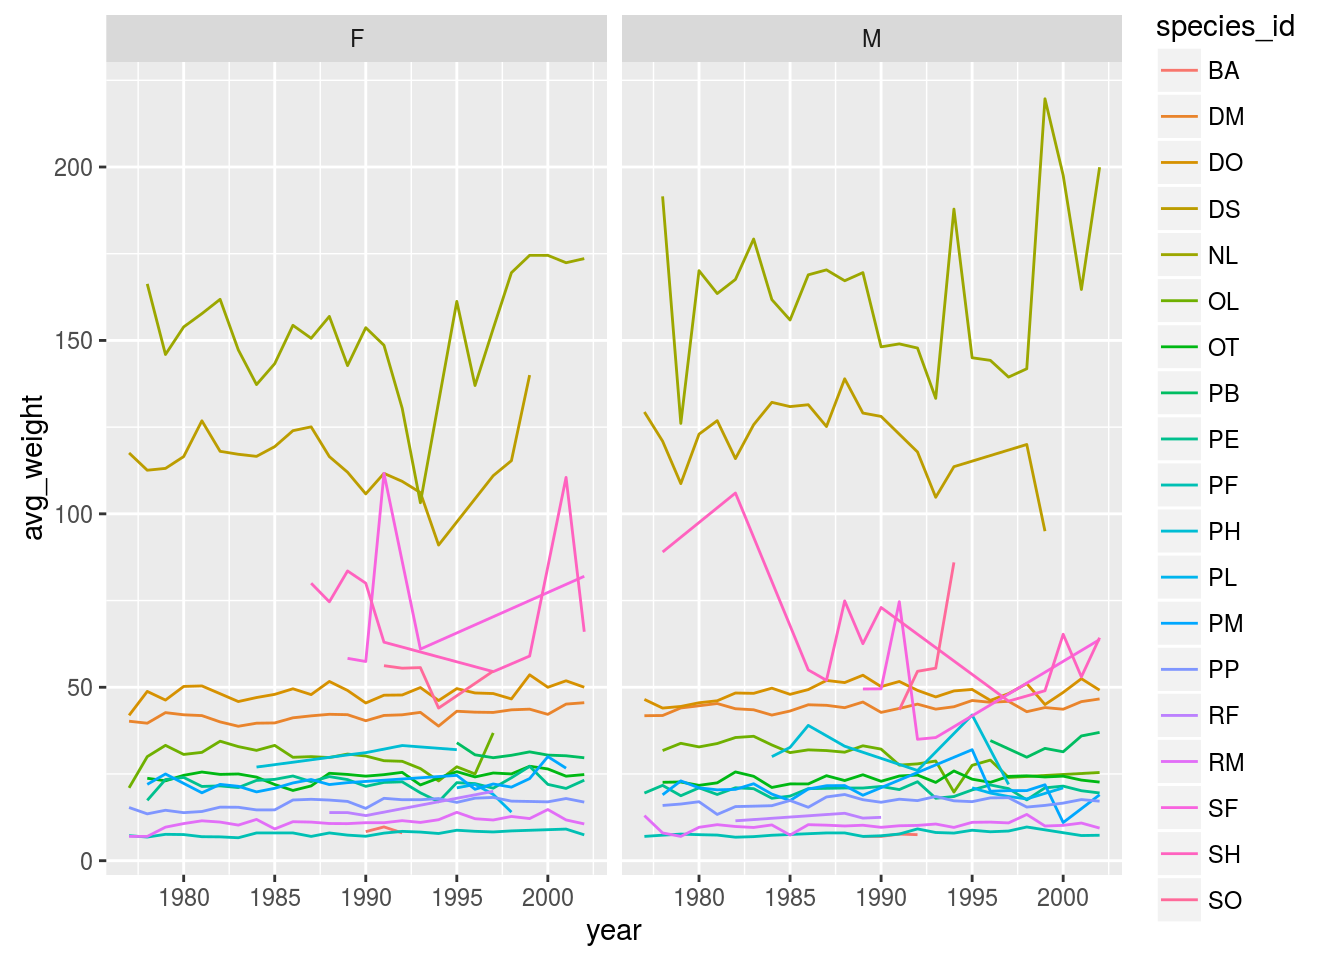 F
M
avg_weight
200
150
100
50
0
1980 1985 1990 1995 2000
1980 1985 1990 1995 2000
year
species_id
BA
DM
DO
DS
NL
OL
OT
PB
PE
PF
PH
PL
PM
PP
RF
RM
SF
SH
SO